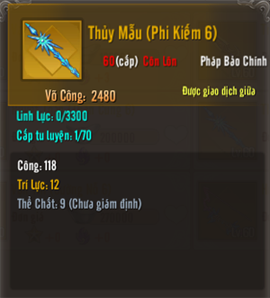 Thủy Mẫu (Phi Kiếm 6)
60(cấp) Côn Lôn Pháp Bảo Chính
Võ Công: 2480 Được giao dịch giữa
Linh Lực: 0/3300
Cấp tu luyện: 1/70
Công: 118
Trí Lực: 12
Thể Chất: 9 (Chưa giám định)